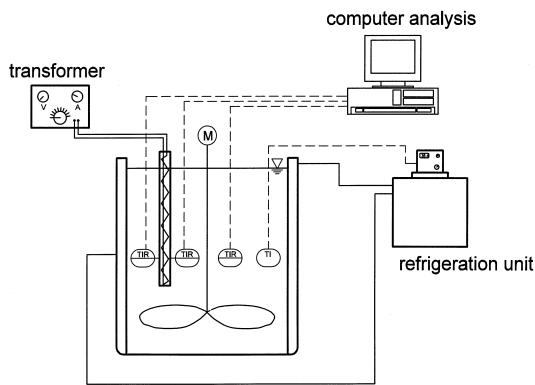 computer analysis
transformer
V A
M
TIR TIR TIR TI
refrigeration unit